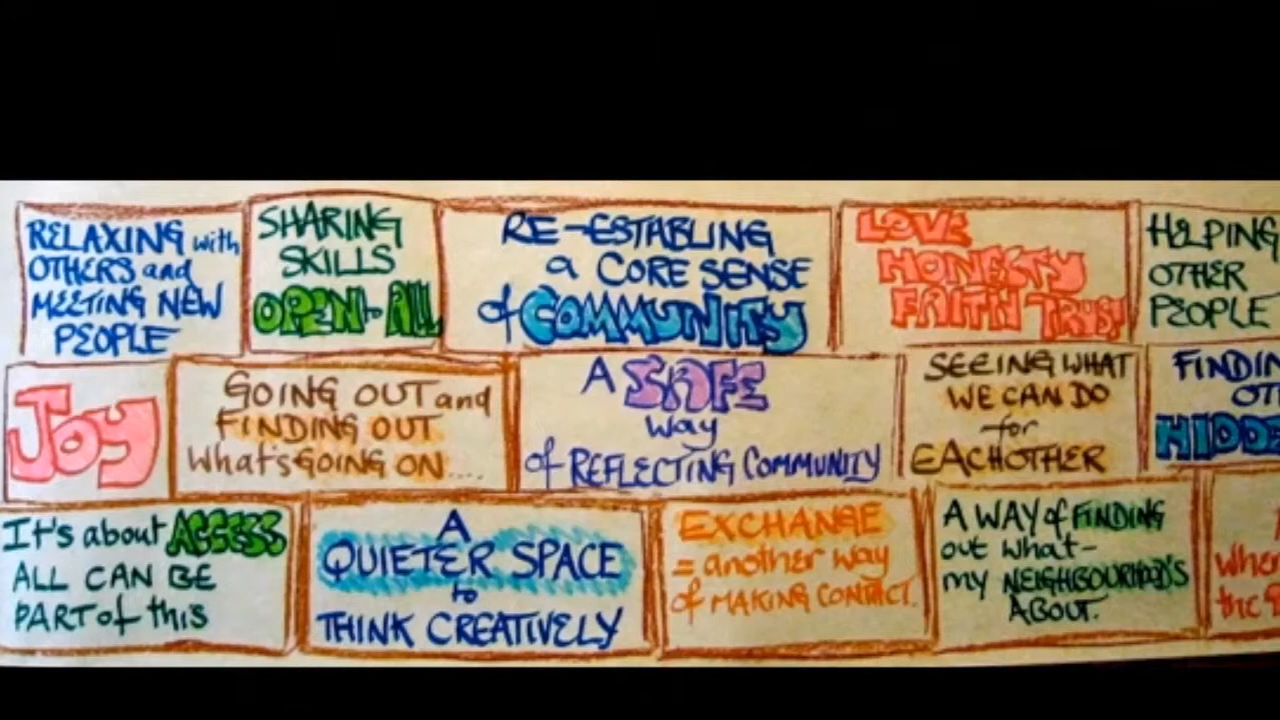 RELAXING with
OTHERS and
MEETING NEW
PEOPLE
SHARING
SKILLS
OPEN to All
RE-ESTABLING
a CORE SENSE
of COMMUNITY
LOVE
HONESTY
FAITH TRUST
HELPING
OTHER
PEOPLE
JOY
GOING OUT and
FINDING OUT
what's GOING ON....
A SAFE
way
of REFLECTING COMMUNITY
SEEING WHAT
WE CAN DO
for
EACHOTHER
It's about ACCESS
ALL CAN BE
PART of this
A
QUIETER SPACE
to
THINK CREATIVELY
EXCHANGE
= another way
of MAKING CONTACT.
A WAY of FINDING
out what-
my NEIGHBOURHOOD'S
ABOUT.